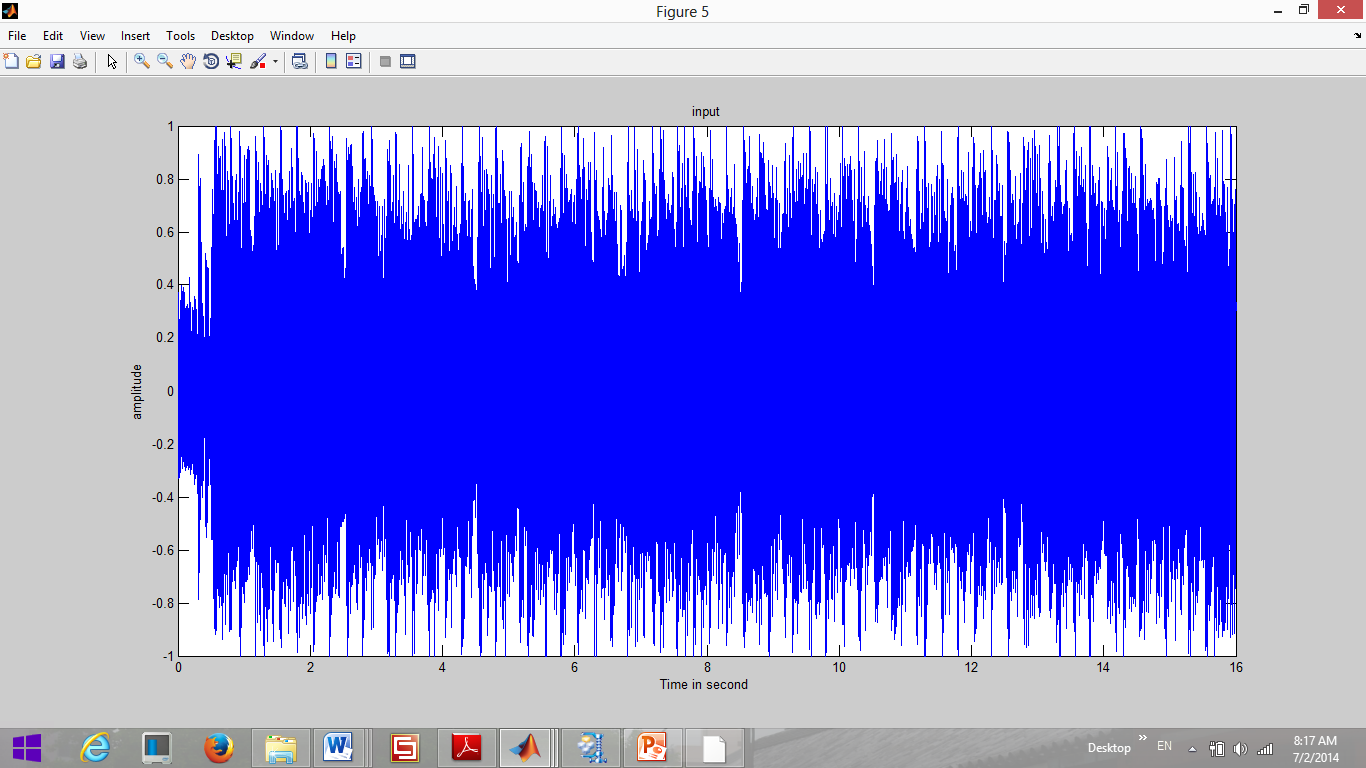 Figure 5
File Edit View Insert Tools Desktop Window Help
input
1
0.8
0.6
0.4
0.2
0
-0.2
-0.4
-0.6
-0.8
-1
amplitude
0 2 4 6 8 10 12 14 16
Time in second
Desktop » EN 8:17 AM
7/2/2014